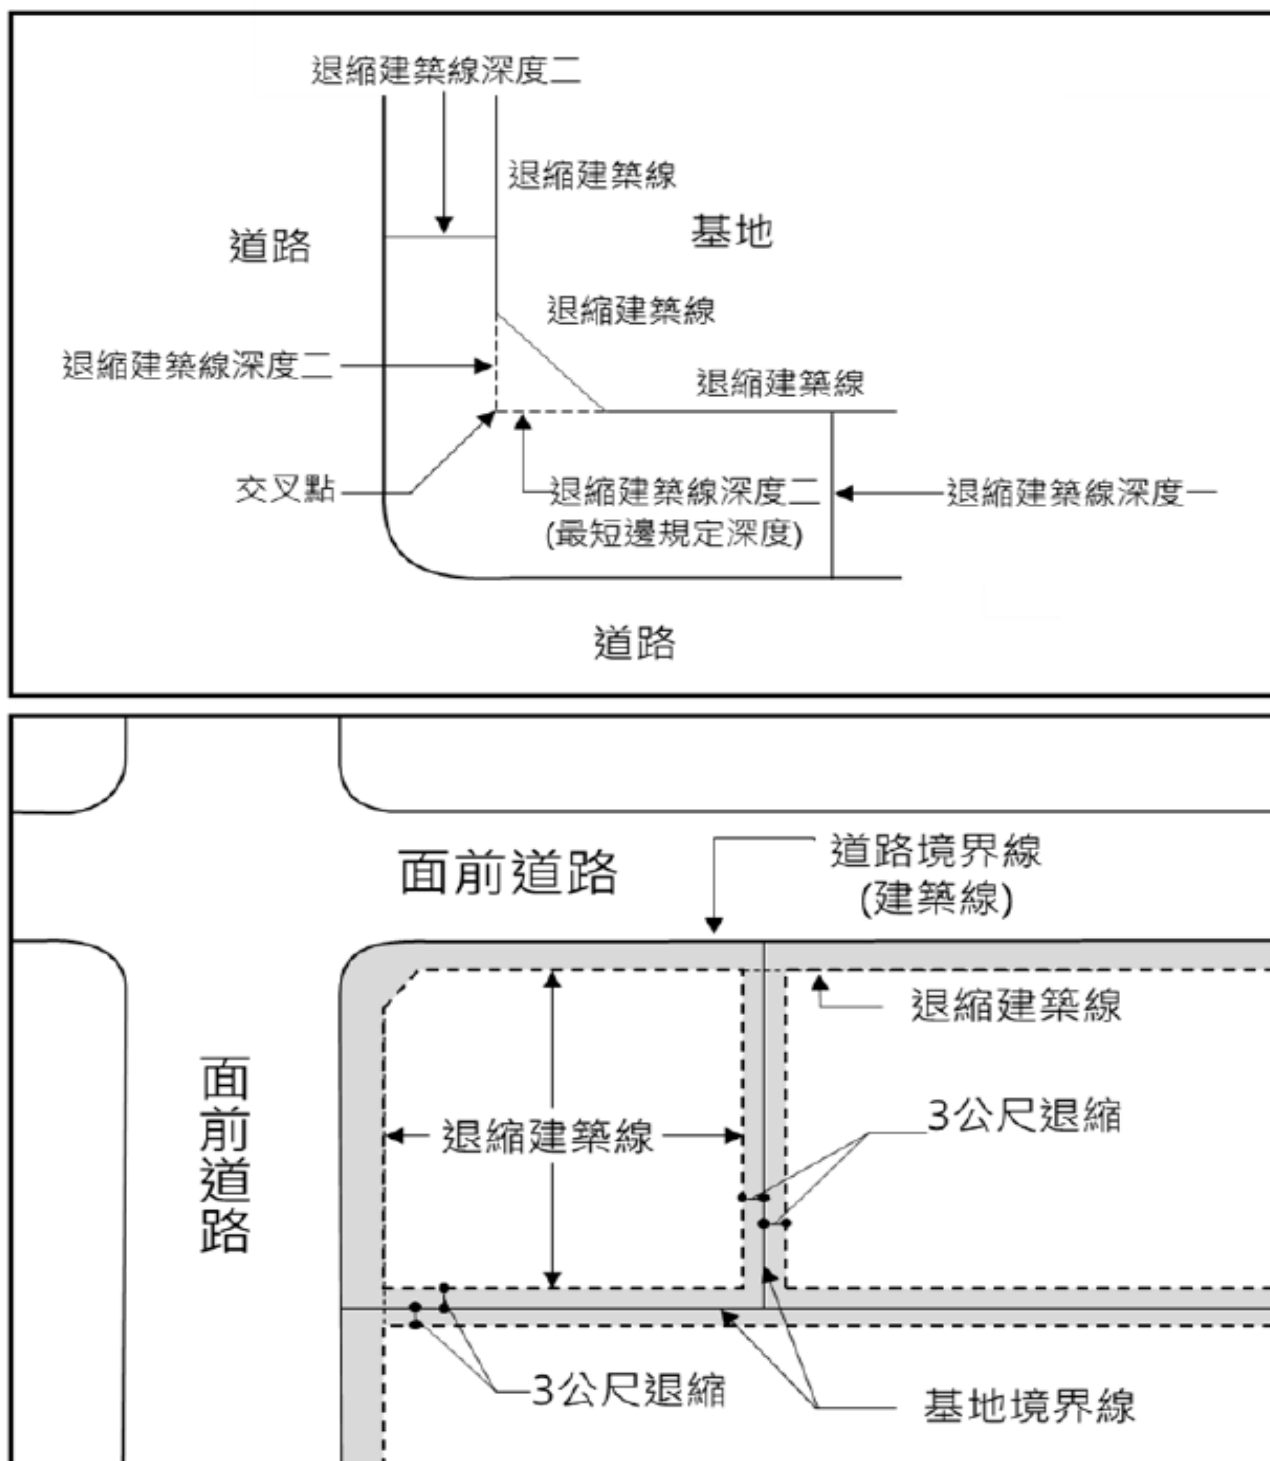 退縮建築線深度二
退縮建築線
道路
基地
退縮建築線
退縮建築線深度二
退縮建築線
交叉點
退縮建築線深度二
(最短邊規定深度)
退縮建築線深度一
道路
面前道路
道路境界線
(建築線)
退縮建築線
面前道路
3公尺退縮
退縮建築線
3公尺退縮
基地境界線